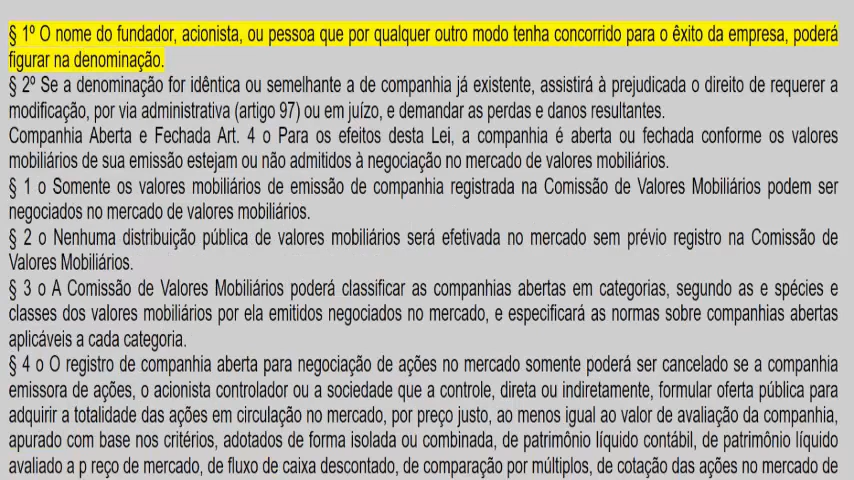 § 1º O nome do fundador, acionista, ou pessoa que por qualquer outro modo tenha concorrido para o êxito da empresa, poderá
figurar na denominação.
§ 2º Se a denominação for idêntica ou semelhante a de companhia já existente, assistirá à prejudicada o direito de requerer a
modificação, por via administrativa (artigo 97) ou em juízo, e demandar as perdas e danos resultantes.
Companhia Aberta e Fechada Art. 4 o Para os efeitos desta Lei, a companhia é aberta ou fechada conforme os valores
mobiliários de sua emissão estejam ou não admitidos à negociação no mercado de valores mobiliários.
§ 1 o Somente os valores mobiliários de emissão de companhia registrada na Comissão de Valores Mobiliários podem ser
negociados no mercado de valores mobiliários.
§ 2 o Nenhuma distribuição pública de valores mobiliários será efetivada no mercado sem prévio registro na Comissão de
Valores Mobiliários.
§ 3 o A Comissão de Valores Mobiliários poderá classificar as companhias abertas em categorias, segundo as e spécies e
classes dos valores mobiliários por ela emitidos negociados no mercado, e especificará as normas sobre companhias abertas
aplicáveis a cada categoria.
§ 4 o O registro de companhia aberta para negociação de ações no mercado somente poderá ser cancelado se a companhia
emissora de ações, o acionista controlador ou a sociedade que a controle, direta ou indiretamente, formular oferta pública para
adquirir a totalidade das ações em circulação no mercado, por preço justo, ao menos igual ao valor de avaliação da companhia,
apurado com base nos critérios, adotados de forma isolada ou combinada, de patrimônio líquido contábil, de patrimônio líquido
avaliado a p reço de mercado, de fluxo de caixa descontado, de comparação por múltiplos, de cotação das ações no mercado de